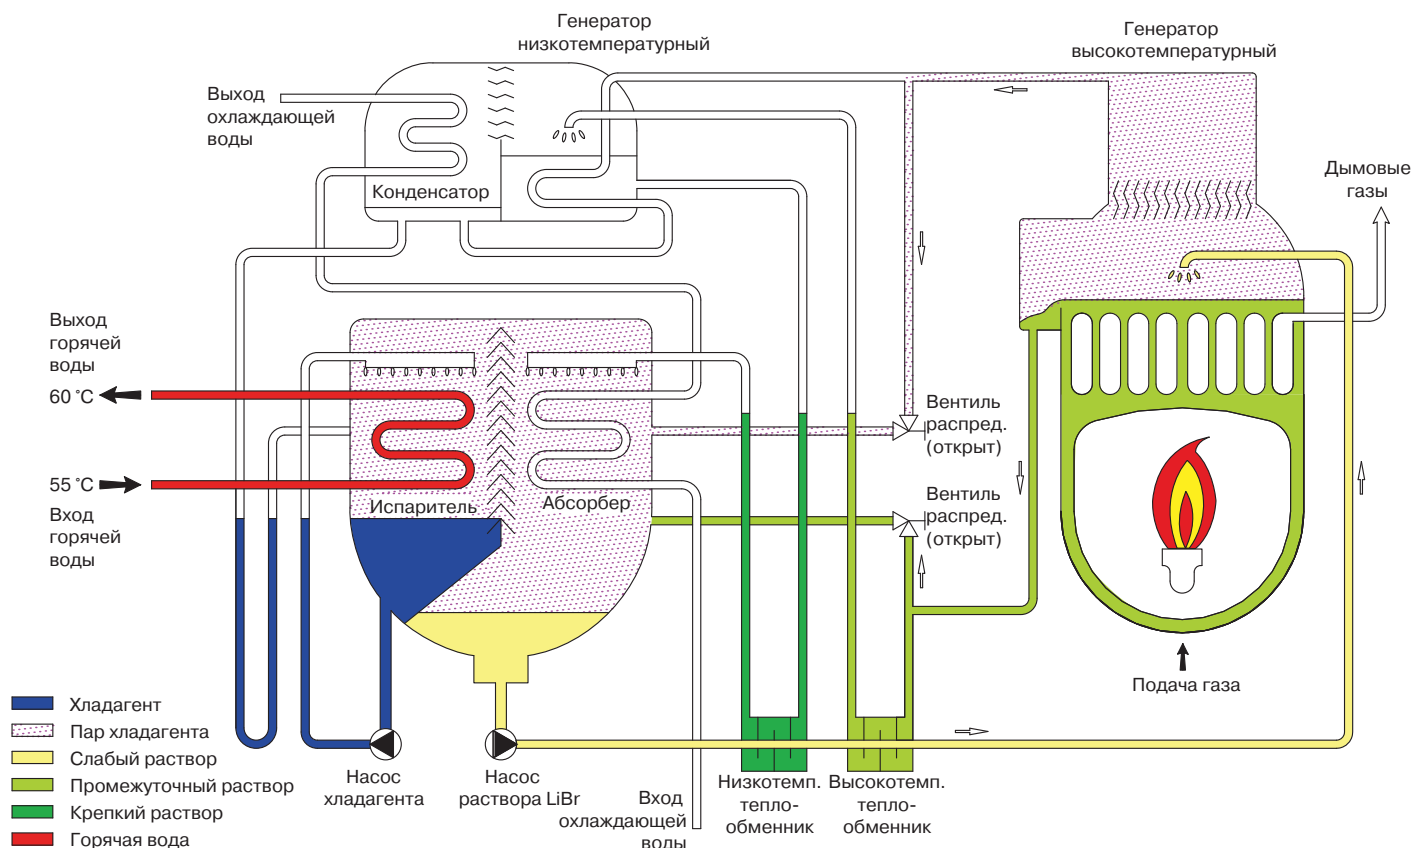 Генератор
низкотемпературный
Генератор
высокотемпературный
Выход
охлаждающей
воды
Конденсатор
Дымовые
газы
Выход
горячей
воды
60 °C
55 °C
Вход
горячей
воды
Испаритель
Абсорбер
Вентиль
распред.
(открыт)
Вентиль
распред.
(открыт)
Подача газа
Хладагент
Пар хладагента
Слабый раствор
Промежуточный раствор
Крепкий раствор
Горячая вода
Насос
хладагента
Насос
раствора LiBr
Вход
охлаждающей
воды
Низкотемп.
тепло-
обменник
Высокотемп.
тепло-
обменник